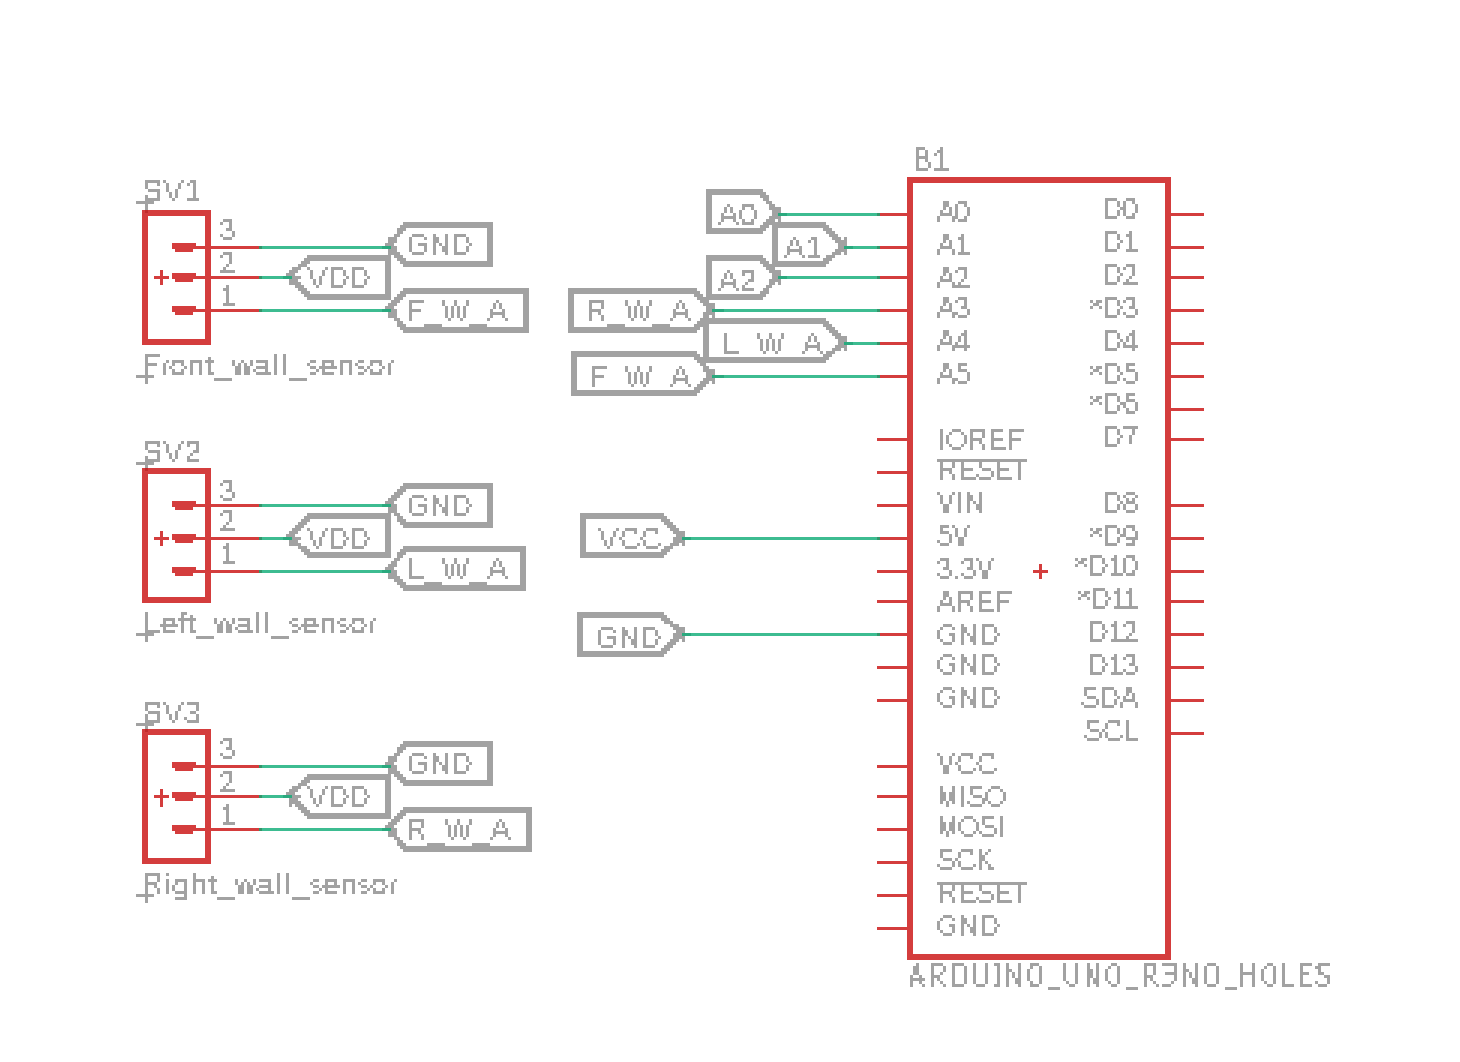 SV1
3
GND
2
VDD
1
F_W_A
Front_wall_sensor
SV2
3
GND
2
VDD
1
L_W_A
Left_wall_sensor
SV3
3
GND
2
VDD
1
R_W_A
Right_wall_sensor
A0
A1
A2
R_W_A
L_W_A
F_W_A
VCC
GND
B1
A0
A1
A2
A3
A4
A5
IOREF
RESET
VIN
5V
3.3V
AREF
GND
GND
GND
VCC
MISO
MOSI
SCK
RESET
GND
D0
D1
D2
*D3
D4
*D5
*D6
D7
D8
*D9
*D10
*D11
D12
D13
SDA
SCL
ARDUINO_UNO_R3NO_HOLES